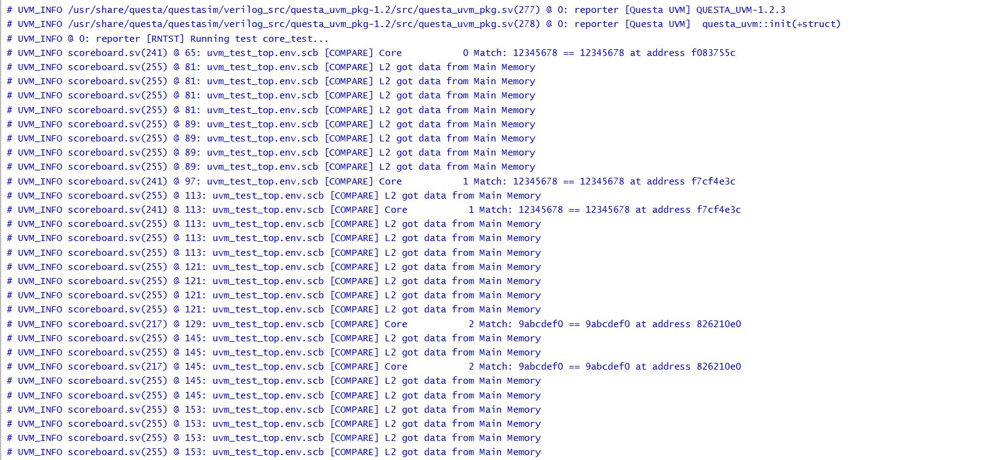 # UVM_INFO /usr/share/questa/questasim/verilog_src/questa_uvm_pkg-1.2/src/questa_uvm_pkg.sv(277) @ 0: reporter [Questa UVM] QUESTA_UVM-1.2.3
# UVM_INFO /usr/share/questa/questasim/verilog_src/questa_uvm_pkg-1.2/src/questa_uvm_pkg.sv(278) @ 0: reporter [Questa UVM]  questa_uvm::init(+struct)
# UVM_INFO @ 0: reporter [RNTST] Running test core_test...
# UVM_INFO scoreboard.sv(241) @ 65: uvm_test_top.env.scb [COMPARE] Core           0 Match: 12345678 == 12345678 at address f083755c
# UVM_INFO scoreboard.sv(255) @ 81: uvm_test_top.env.scb [COMPARE] L2 got data from Main Memory
# UVM_INFO scoreboard.sv(255) @ 81: uvm_test_top.env.scb [COMPARE] L2 got data from Main Memory
# UVM_INFO scoreboard.sv(255) @ 81: uvm_test_top.env.scb [COMPARE] L2 got data from Main Memory
# UVM_INFO scoreboard.sv(255) @ 81: uvm_test_top.env.scb [COMPARE] L2 got data from Main Memory
# UVM_INFO scoreboard.sv(255) @ 89: uvm_test_top.env.scb [COMPARE] L2 got data from Main Memory
# UVM_INFO scoreboard.sv(255) @ 89: uvm_test_top.env.scb [COMPARE] L2 got data from Main Memory
# UVM_INFO scoreboard.sv(255) @ 89: uvm_test_top.env.scb [COMPARE] L2 got data from Main Memory
# UVM_INFO scoreboard.sv(255) @ 89: uvm_test_top.env.scb [COMPARE] L2 got data from Main Memory
# UVM_INFO scoreboard.sv(241) @ 97: uvm_test_top.env.scb [COMPARE] Core           1 Match: 12345678 == 12345678 at address f7cf4e3c
# UVM_INFO scoreboard.sv(255) @ 113: uvm_test_top.env.scb [COMPARE] L2 got data from Main Memory
# UVM_INFO scoreboard.sv(241) @ 113: uvm_test_top.env.scb [COMPARE] Core           1 Match: 12345678 == 12345678 at address f7cf4e3c
# UVM_INFO scoreboard.sv(255) @ 113: uvm_test_top.env.scb [COMPARE] L2 got data from Main Memory
# UVM_INFO scoreboard.sv(255) @ 113: uvm_test_top.env.scb [COMPARE] L2 got data from Main Memory
# UVM_INFO scoreboard.sv(255) @ 113: uvm_test_top.env.scb [COMPARE] L2 got data from Main Memory
# UVM_INFO scoreboard.sv(255) @ 121: uvm_test_top.env.scb [COMPARE] L2 got data from Main Memory
# UVM_INFO scoreboard.sv(255) @ 121: uvm_test_top.env.scb [COMPARE] L2 got data from Main Memory
# UVM_INFO scoreboard.sv(255) @ 121: uvm_test_top.env.scb [COMPARE] L2 got data from Main Memory
# UVM_INFO scoreboard.sv(255) @ 121: uvm_test_top.env.scb [COMPARE] L2 got data from Main Memory
# UVM_INFO scoreboard.sv(217) @ 129: uvm_test_top.env.scb [COMPARE] Core           2 Match: 9abcdef0 == 9abcdef0 at address 826210e0
# UVM_INFO scoreboard.sv(255) @ 145: uvm_test_top.env.scb [COMPARE] L2 got data from Main Memory
# UVM_INFO scoreboard.sv(255) @ 145: uvm_test_top.env.scb [COMPARE] L2 got data from Main Memory
# UVM_INFO scoreboard.sv(217) @ 145: uvm_test_top.env.scb [COMPARE] Core           2 Match: 9abcdef0 == 9abcdef0 at address 826210e0
# UVM_INFO scoreboard.sv(255) @ 145: uvm_test_top.env.scb [COMPARE] L2 got data from Main Memory
# UVM_INFO scoreboard.sv(255) @ 145: uvm_test_top.env.scb [COMPARE] L2 got data from Main Memory
# UVM_INFO scoreboard.sv(255) @ 153: uvm_test_top.env.scb [COMPARE] L2 got data from Main Memory
# UVM_INFO scoreboard.sv(255) @ 153: uvm_test_top.env.scb [COMPARE] L2 got data from Main Memory
# UVM_INFO scoreboard.sv(255) @ 153: uvm_test_top.env.scb [COMPARE] L2 got data from Main Memory
# UVM_INFO scoreboard.sv(255) @ 153: uvm_test_top.env.scb [COMPARE] L2 got data from Main Memory